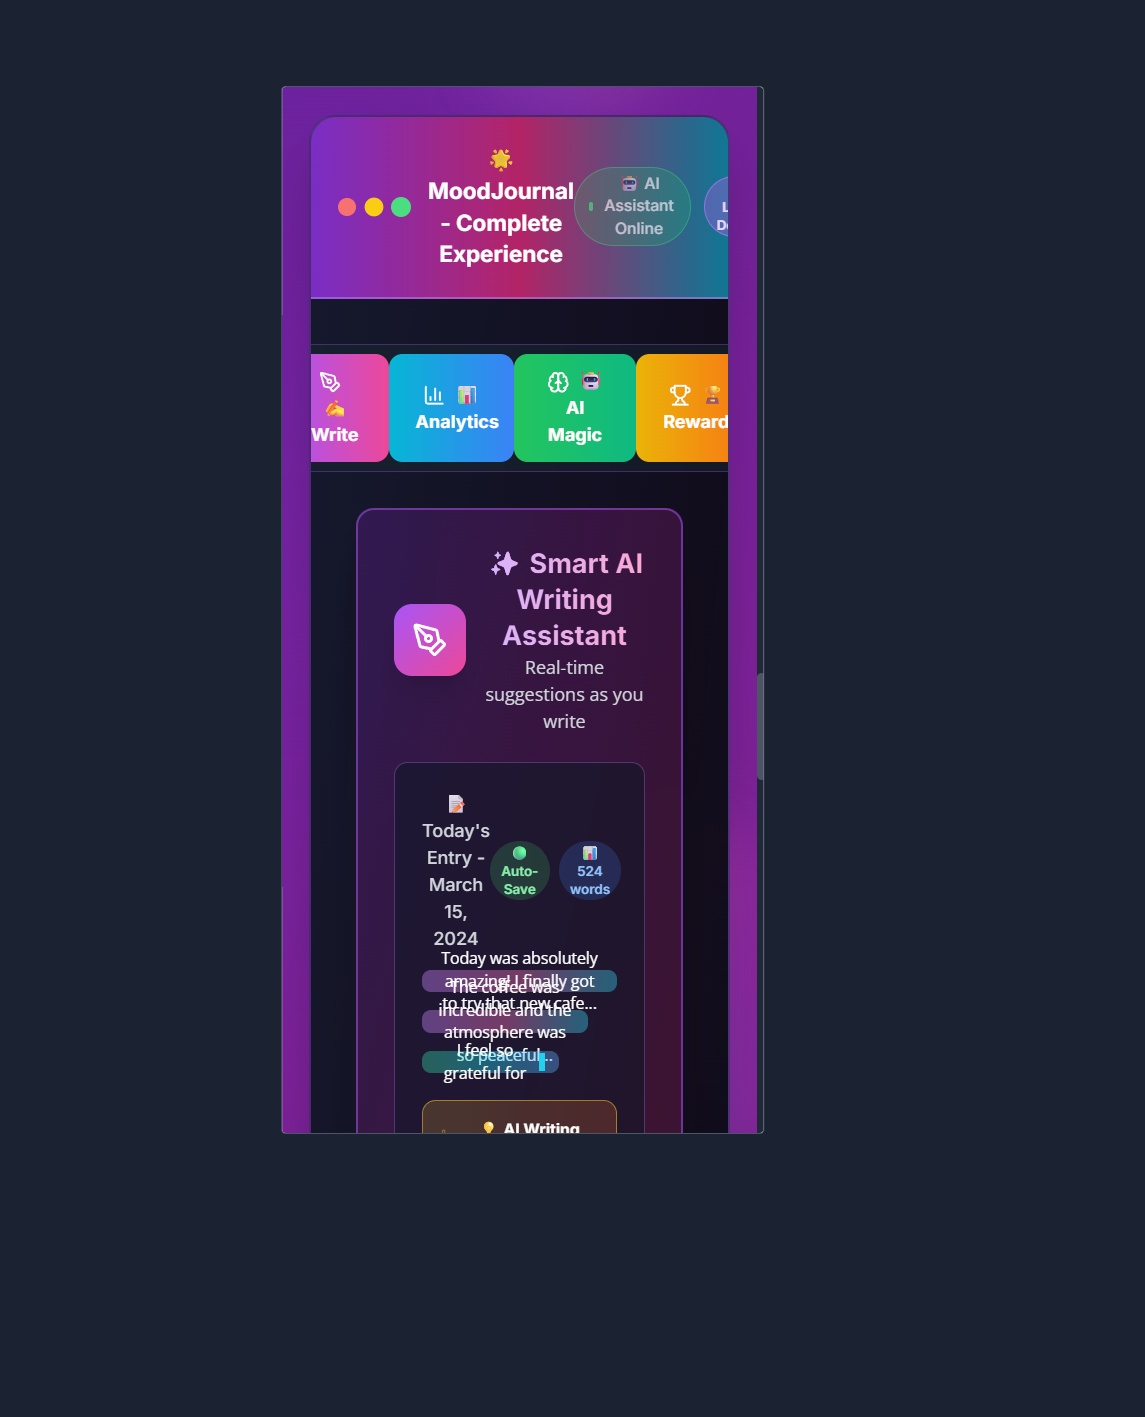 🌟
MoodJournal
- Complete
Experience
🤖 AI
Assistant
Online
✍️
Write
📊
Analytics
🤖
AI
Magic
🏆
Reward
✨ Smart AI
Writing
Assistant
Real-time
suggestions as you
write
📝
Today's
Entry -
March
15,
2024
Auto-
Save
📊
524
words
Today was absolutely
amazing! I finally got
to try that new cafe...
The coffee was
incredible and the
atmosphere was
so peaceful...
I feel so
grateful for
💡 AI Writing